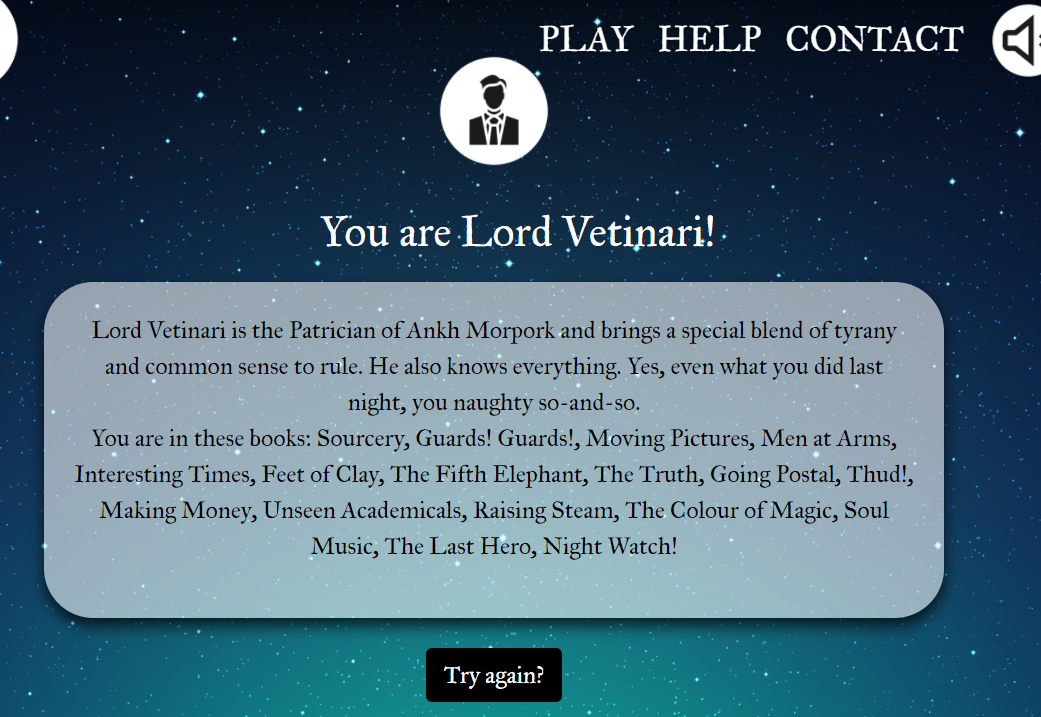 PLAY HELP CONTACT
You are Lord Vetinari!
Lord Vetinari is the Patrician of Ankh Morpork and brings a special blend of tyrany
and common sense to rule. He also knows everything. Yes, even what you did last
night, you naughty so-and-so.
You are in these books: Sourcery, Guards! Guards!, Moving Pictures, Men at Arms,
Interesting Times, Feet of Clay, The Fifth Elephant, The Truth, Going Postal, Thud!,
Making Money, Unseen Academicals, Raising Steam, The Colour of Magic, Soul
Music, The Last Hero, Night Watch!
Try again?